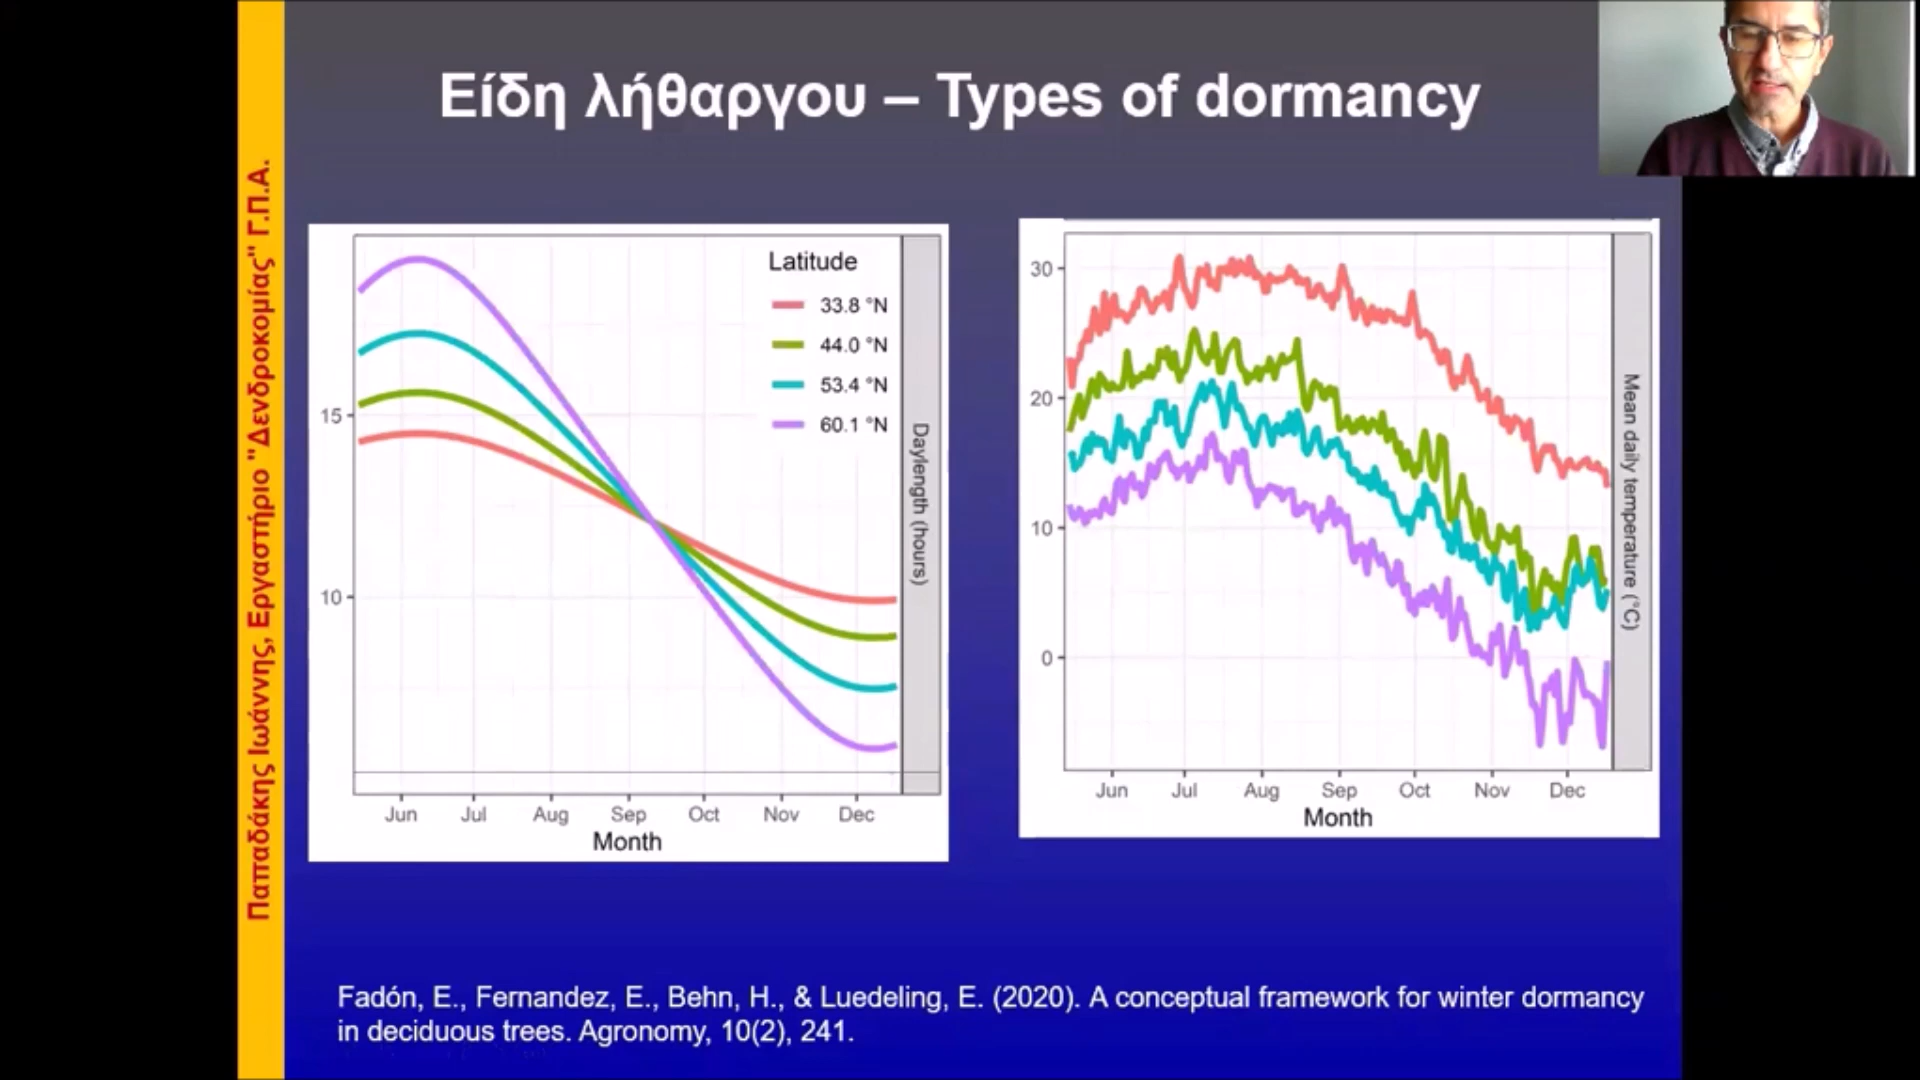 Είδη λήθαργου – Types of dormancy
Παπαδάκης Ιωάννης, Εργαστήριο "Δενδροκομίας" Γ.Π.Α.
Latitude
33.8 °N
44.0 °N
53.4 °N
60.1 °N
15
10
Daylength (hours)
Jun Jul Aug Sep Oct Nov Dec
Month
30
20
10
0
Mean daily temperature (°C)
Jun Jul Aug Sep Oct Nov Dec
Month
Fadón, E., Fernandez, E., Behn, H., & Luedeling, E. (2020). A conceptual framework for winter dormancy
in deciduous trees. Agronomy, 10(2), 241.